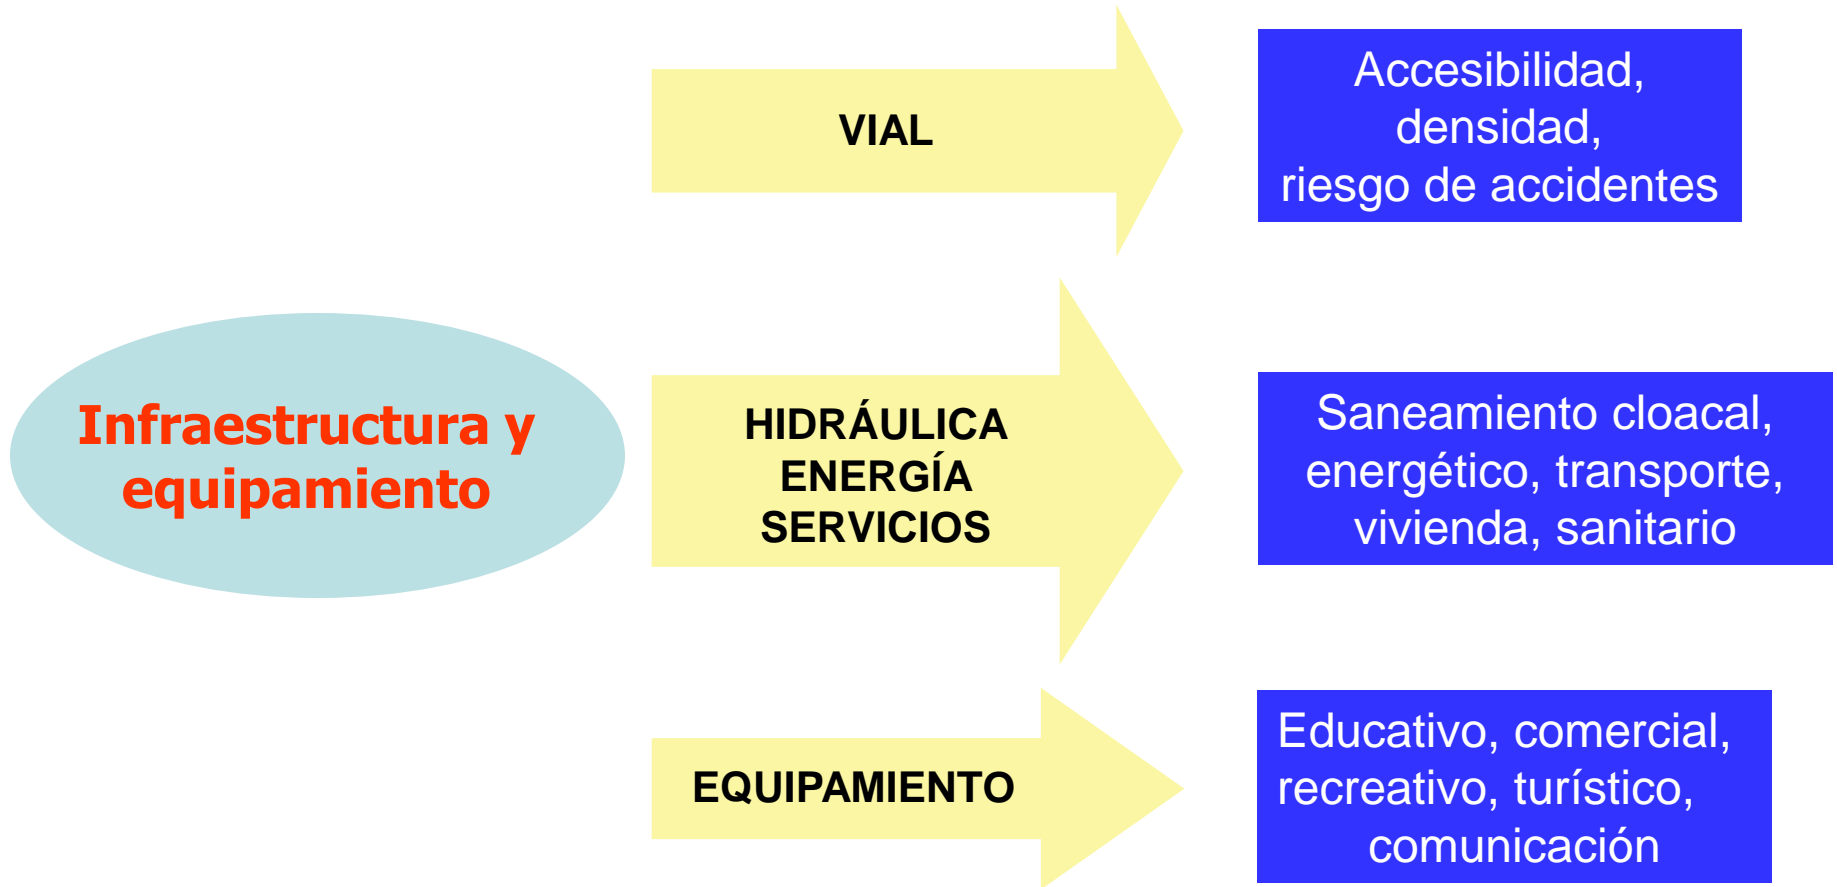 VIAL
Accesibilidad,
densidad,
riesgo de accidentes
Infraestructura y
equipamiento
HIDRÁULICA
ENERGÍA
SERVICIOS
Saneamiento cloacal,
energético, transporte,
vivienda, sanitario
EQUIPAMIENTO
Educativo, comercial,
recreativo, turístico,
comunicación